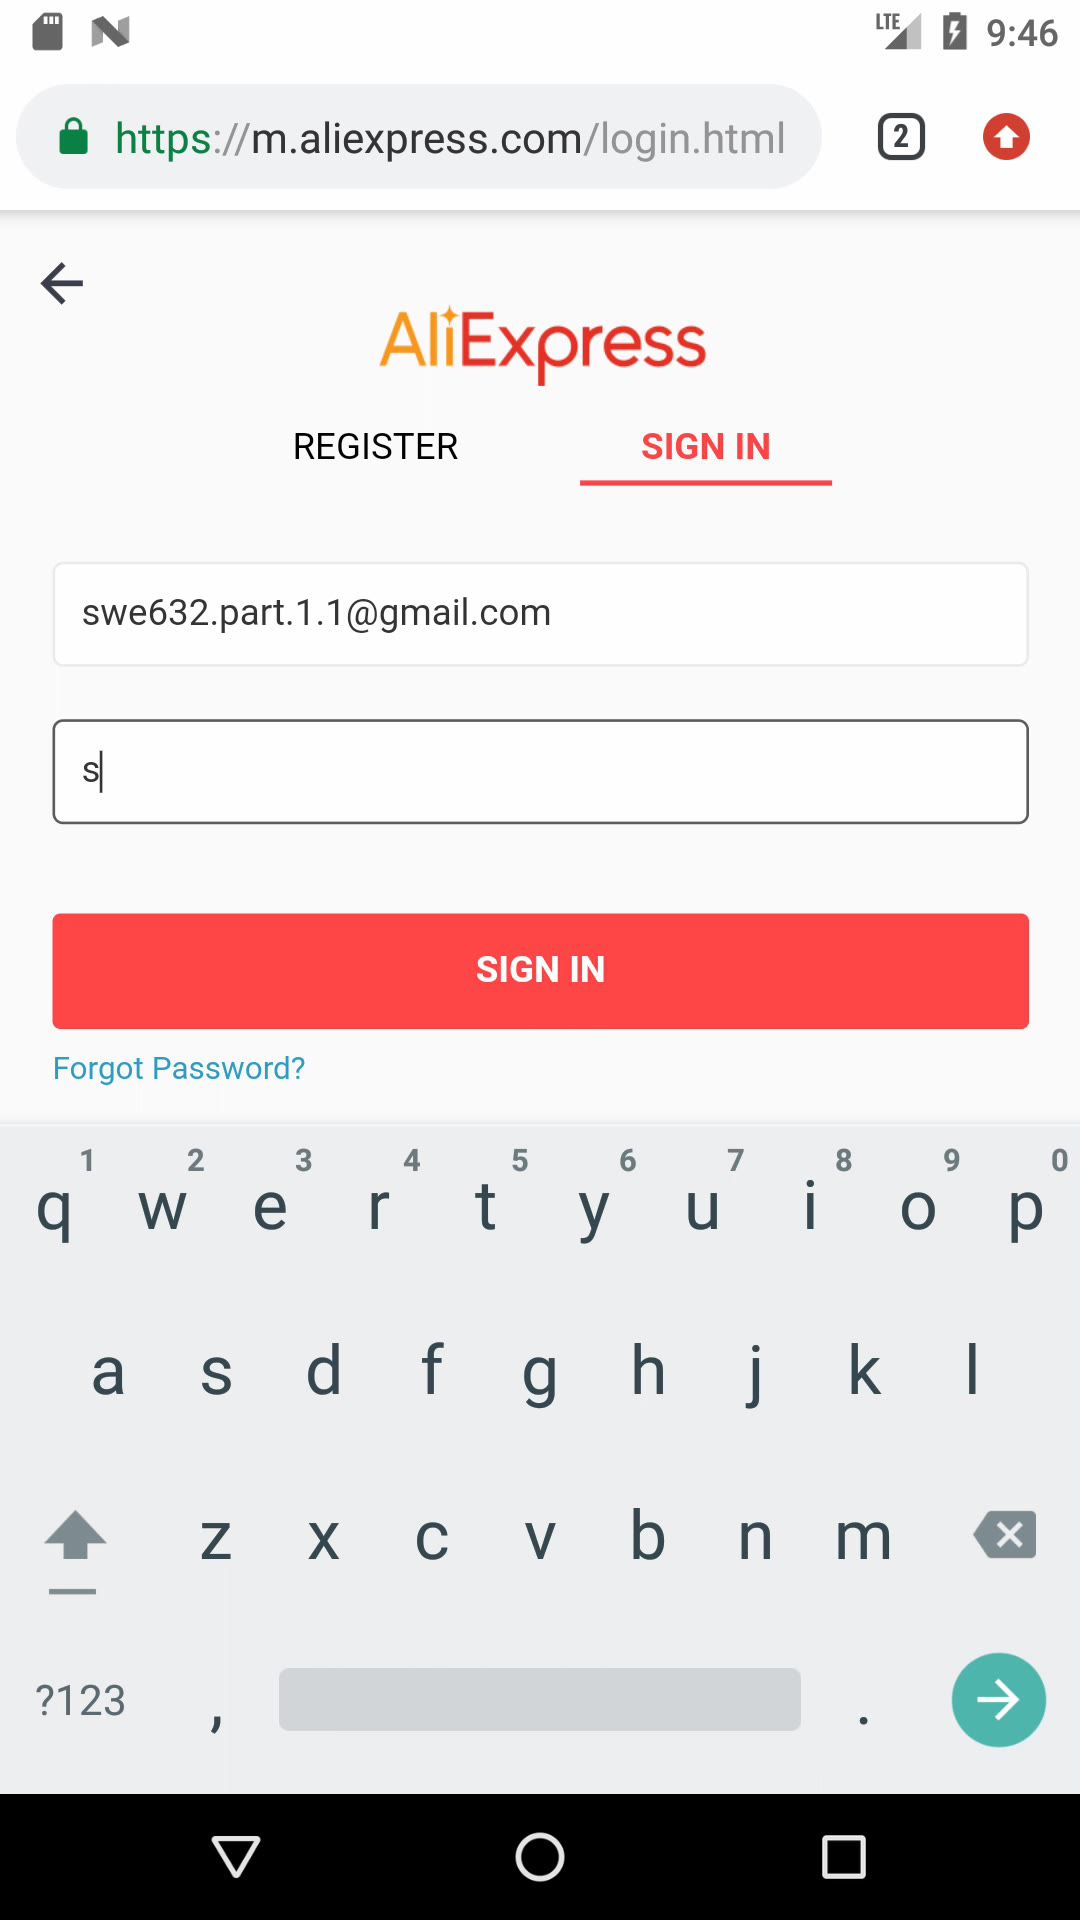 LTE 9:46
https://m.aliexpress.com/login.html 2
AliExpress
REGISTER SIGN IN
swe632.part.1.1@gmail.com
s
SIGN IN
Forgot Password?
1 2 3 4 5 6 7 8 9 0
q w e r t y u i o p
a s d f g h j k l
z x c v b n m
?123 , .